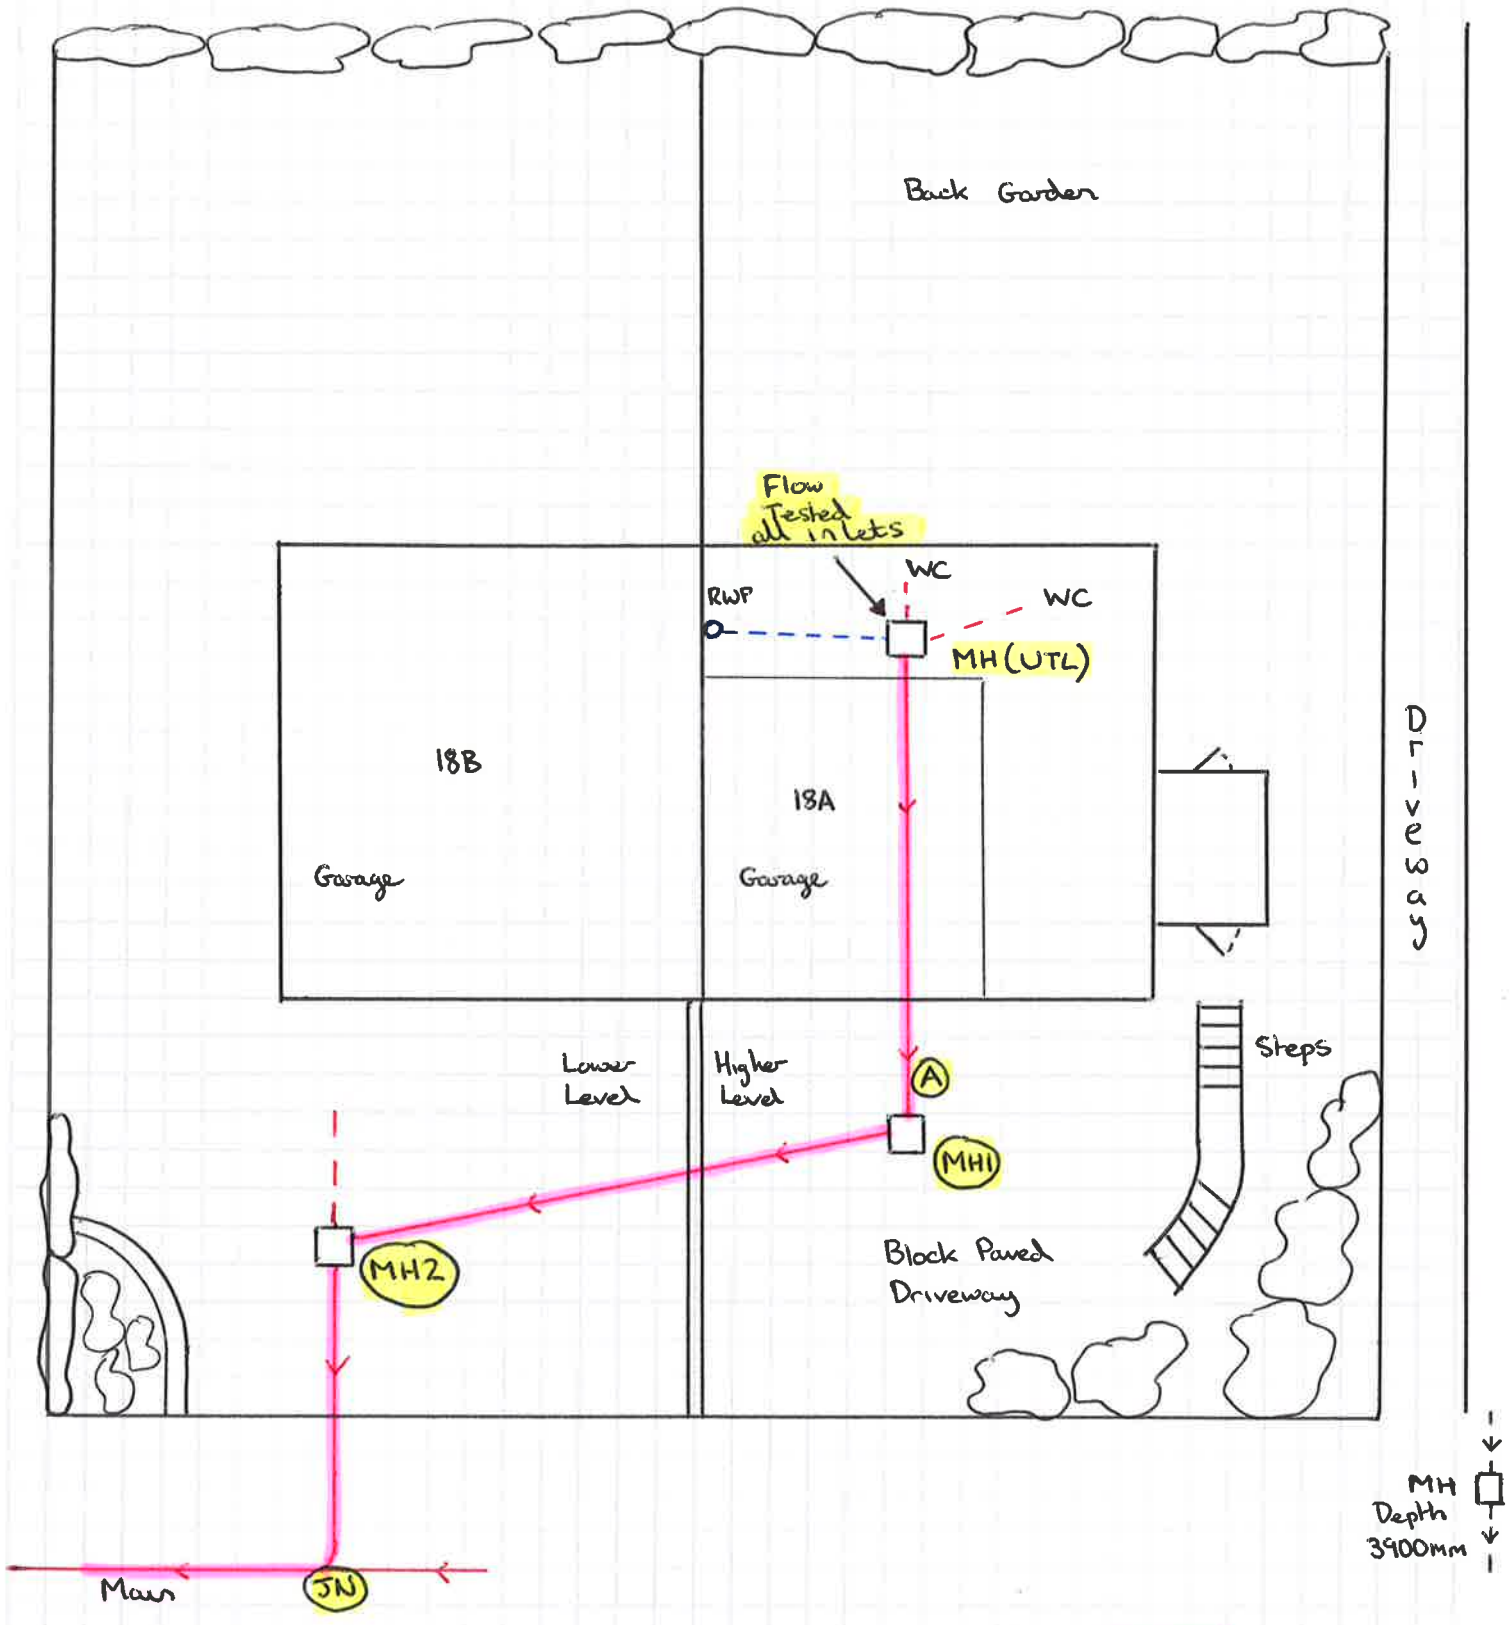 Back Garden
Flow
Tested
all inlets
WC
RWP
WC
MH (UTL)
18B
18A
Garage
Garage
Driveway
Lower
Level
Higher
Level
A
Steps
MH1
MH2
Block Paved
Driveway
MH
Depth
3900mm
Main
JN